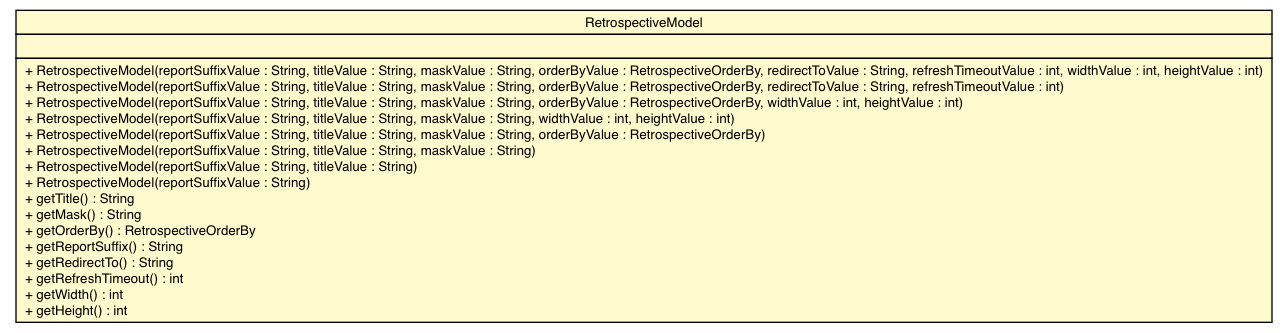 RetrospectiveModel
+ RetrospectiveModel(reportSuffixValue : String, titleValue : String, maskValue : String, orderByValue : RetrospectiveOrderBy, redirectToValue : String, refreshTimeoutValue : int, widthValue : int, heightValue : int)
+ RetrospectiveModel(reportSuffixValue : String, titleValue : String, maskValue : String, orderByValue : RetrospectiveOrderBy, redirectToValue : String, refreshTimeoutValue : int)
+ RetrospectiveModel(reportSuffixValue : String, titleValue : String, maskValue : String, orderByValue : RetrospectiveOrderBy, widthValue : int, heightValue : int)
+ RetrospectiveModel(reportSuffixValue : String, titleValue : String, maskValue : String, widthValue : int, heightValue : int)
+ RetrospectiveModel(reportSuffixValue : String, titleValue : String, maskValue : String, orderByValue : RetrospectiveOrderBy)
+ RetrospectiveModel(reportSuffixValue : String, titleValue : String, maskValue : String)
+ RetrospectiveModel(reportSuffixValue : String, titleValue : String)
+ RetrospectiveModel(reportSuffixValue : String)
+ getTitle() : String
+ getMask() : String
+ getOrderBy() : RetrospectiveOrderBy
+ getReportSuffix() : String
+ getRedirectTo() : String
+ getRefreshTimeout() : int
+ getWidth() : int
+ getHeight() : int